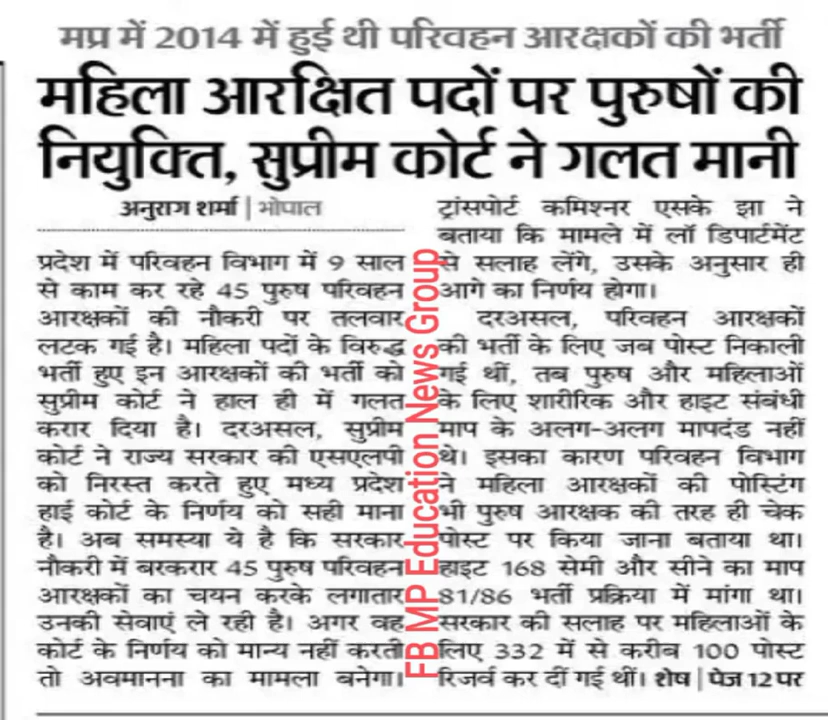 मप्र में 2014 में हुई थी परिवहन आरक्षकों की भर्ती
महिला आरक्षित पदों पर पुरुषों की
नियुक्ति, सुप्रीम कोर्ट ने गलत मानी
अनुराग शर्मा | भोपाल
प्रदेश में परिवहन विभाग में 9 साल
से काम कर रहे 45 पुरुष परिवहन
आरक्षकों की नौकरी पर तलवार
लटक गई है। महिला पदों के विरुद्ध
भर्ती हुए इन आरक्षकों की भर्ती को
सुप्रीम कोर्ट ने हाल ही में गलत
करार दिया है। दरअसल, सुप्रीम
कोर्ट ने राज्य सरकार की एसएलपी
को निरस्त करते हुए मध्य प्रदेश
हाई कोर्ट के निर्णय को सही माना
है। अब समस्या ये है कि सरकार
नौकरी में बरकरार 45 पुरुष परिवहन
आरक्षकों का चयन करके लगातार
उनकी सेवाएं ले रही है। अगर वह
कोर्ट के निर्णय को मान्य नहीं करती
तो अवमानना का मामला बनेगा।
ट्रांसपोर्ट कमिश्नर एसके झा ने
बताया कि मामले में लॉ डिपार्टमेंट
से सलाह लेंगे, उसके अनुसार ही
आगे का निर्णय होगा।
दरअसल, परिवहन आरक्षकों
की भर्ती के लिए जब पोस्ट निकाली
गई थीं, तब पुरुष और महिलाओं
के लिए शारीरिक और हाइट संबंधी
माप के अलग-अलग मापदंड नहीं
थे। इसका कारण परिवहन विभाग
ने महिला आरक्षकों की पोस्टिंग
भी पुरुष आरक्षक की तरह ही चेक
पोस्ट पर किया जाना बताया था।
हाइट 168 सेमी और सीने का माप
81/86 भर्ती प्रक्रिया में मांगा था।
सरकार की सलाह पर महिलाओं के
लिए 332 में से करीब 100 पोस्ट
रिजर्व कर दीं गई थीं। शेष | पेज 12 पर
FB MP Education News Group